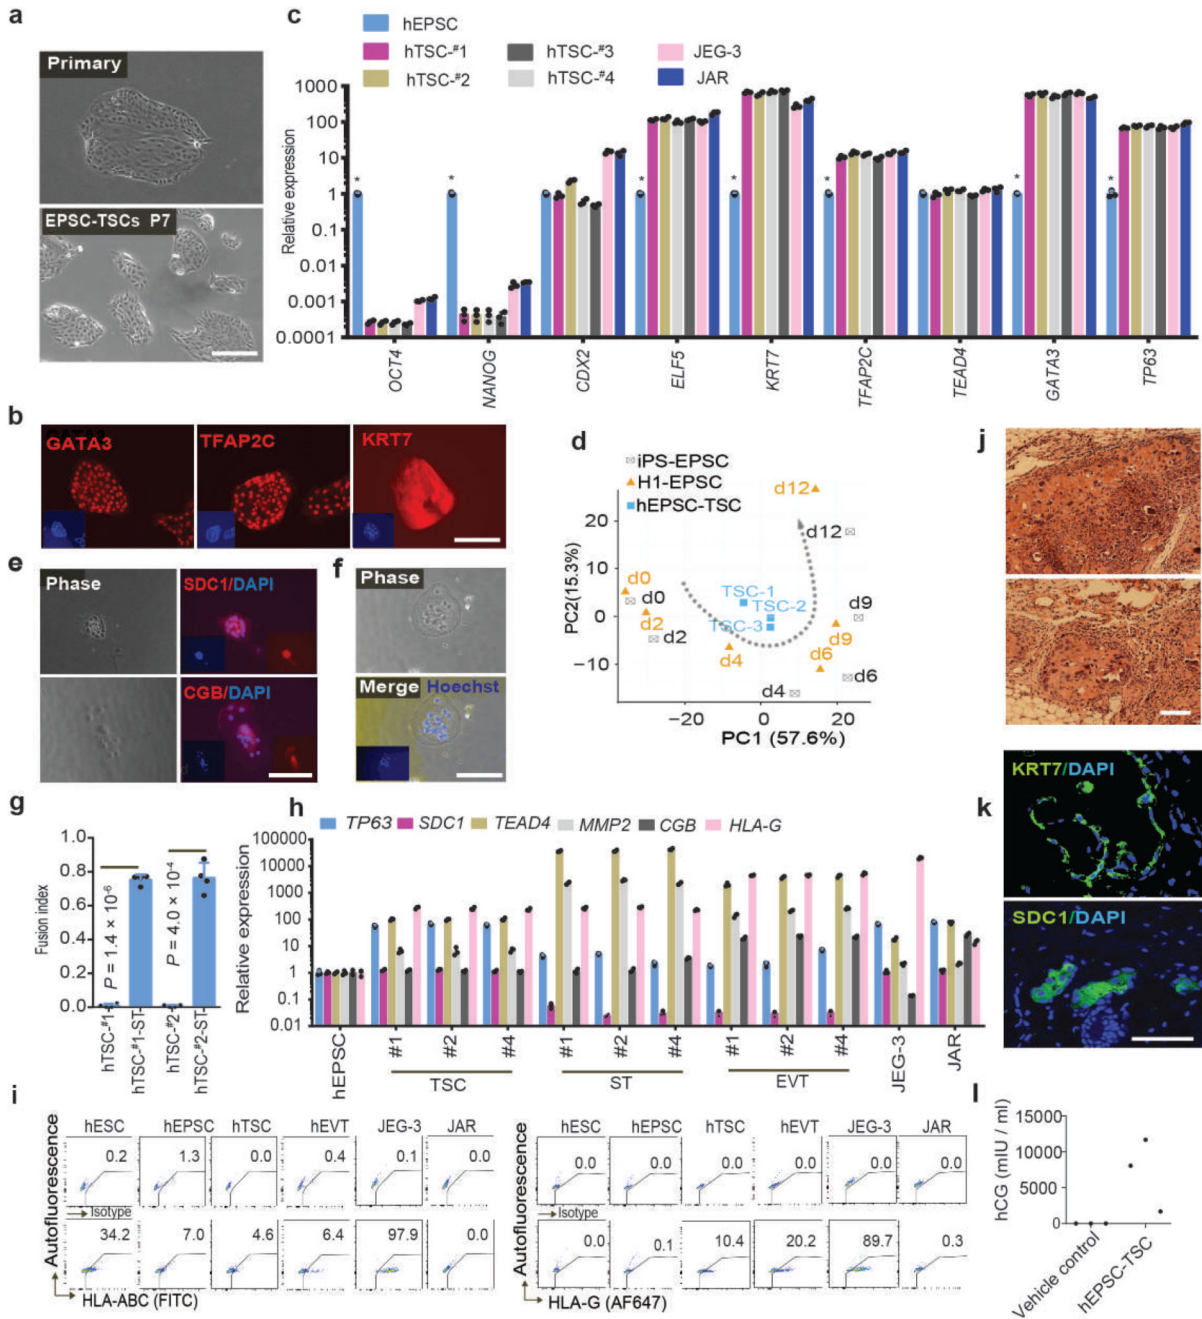 a
Primary
EPSC-TSCs P7
c
hEPSC
hTSC-#1
hTSC-#2
hTSC-#3
hTSC-#4
JEG-3
JAR
Relative expression
1000
100
10
1
0.1
0.01
0.001
0.0001
* * * * * * *
OCT4
NANOG
CDX2
ELF5
KRT7
TFAP2C
TEAD4
GATA3
TP63
b
GATA3
TFAP2C
KRT7
d
iPS-EPSC
H1-EPSC
hEPSC-TSC
PC2(15.3%)
20
10
0
−10
−20
0
20
PC1 (57.6%)
d12
d12
d0
d0
d2
d2
TSC-1
TSC-2
TSC-3
d9
d9
d6
d6
d4
d4
j
e
Phase
SDC1/DAPI
CGB/DAPI
f
Phase
Merge
Hoechst
g
Fusion index
1.0
0.8
0.6
0.4
0.2
0.0
P = 1.4 × 10-6
P = 4.0 × 10-4
hTSC-#1
hTSC-#1-ST
hTSC-#2
hTSC-#2-ST
h
TP63 SDC1 TEAD4 MMP2 CGB HLA-G
Relative expression
100000
10000
1000
100
10
1
0.1
0.01
hEPSC
#1 #2 #4
TSC
#1 #2 #4
ST
#1 #2 #4
EVT
JEG-3
JAR
k
KRT7/DAPI
SDC1/DAPI
i
hESC hEPSC hTSC hEVT JEG-3 JAR
0.2 1.3 0.0 0.4 0.1 0.0
Isotype
34.2 7.0 4.6 6.4 97.9 0.0
Autofluorescence
HLA-ABC (FITC)
hESC hEPSC hTSC hEVT JEG-3 JAR
0.0 0.0 0.0 0.0 0.0 0.0
Isotype
0.0 0.1 10.4 20.2 89.7 0.3
Autofluorescence
HLA-G (AF647)
l
hCG (mIU / ml)
15000
10000
5000
0
Vehicle control
hEPSC-TSC